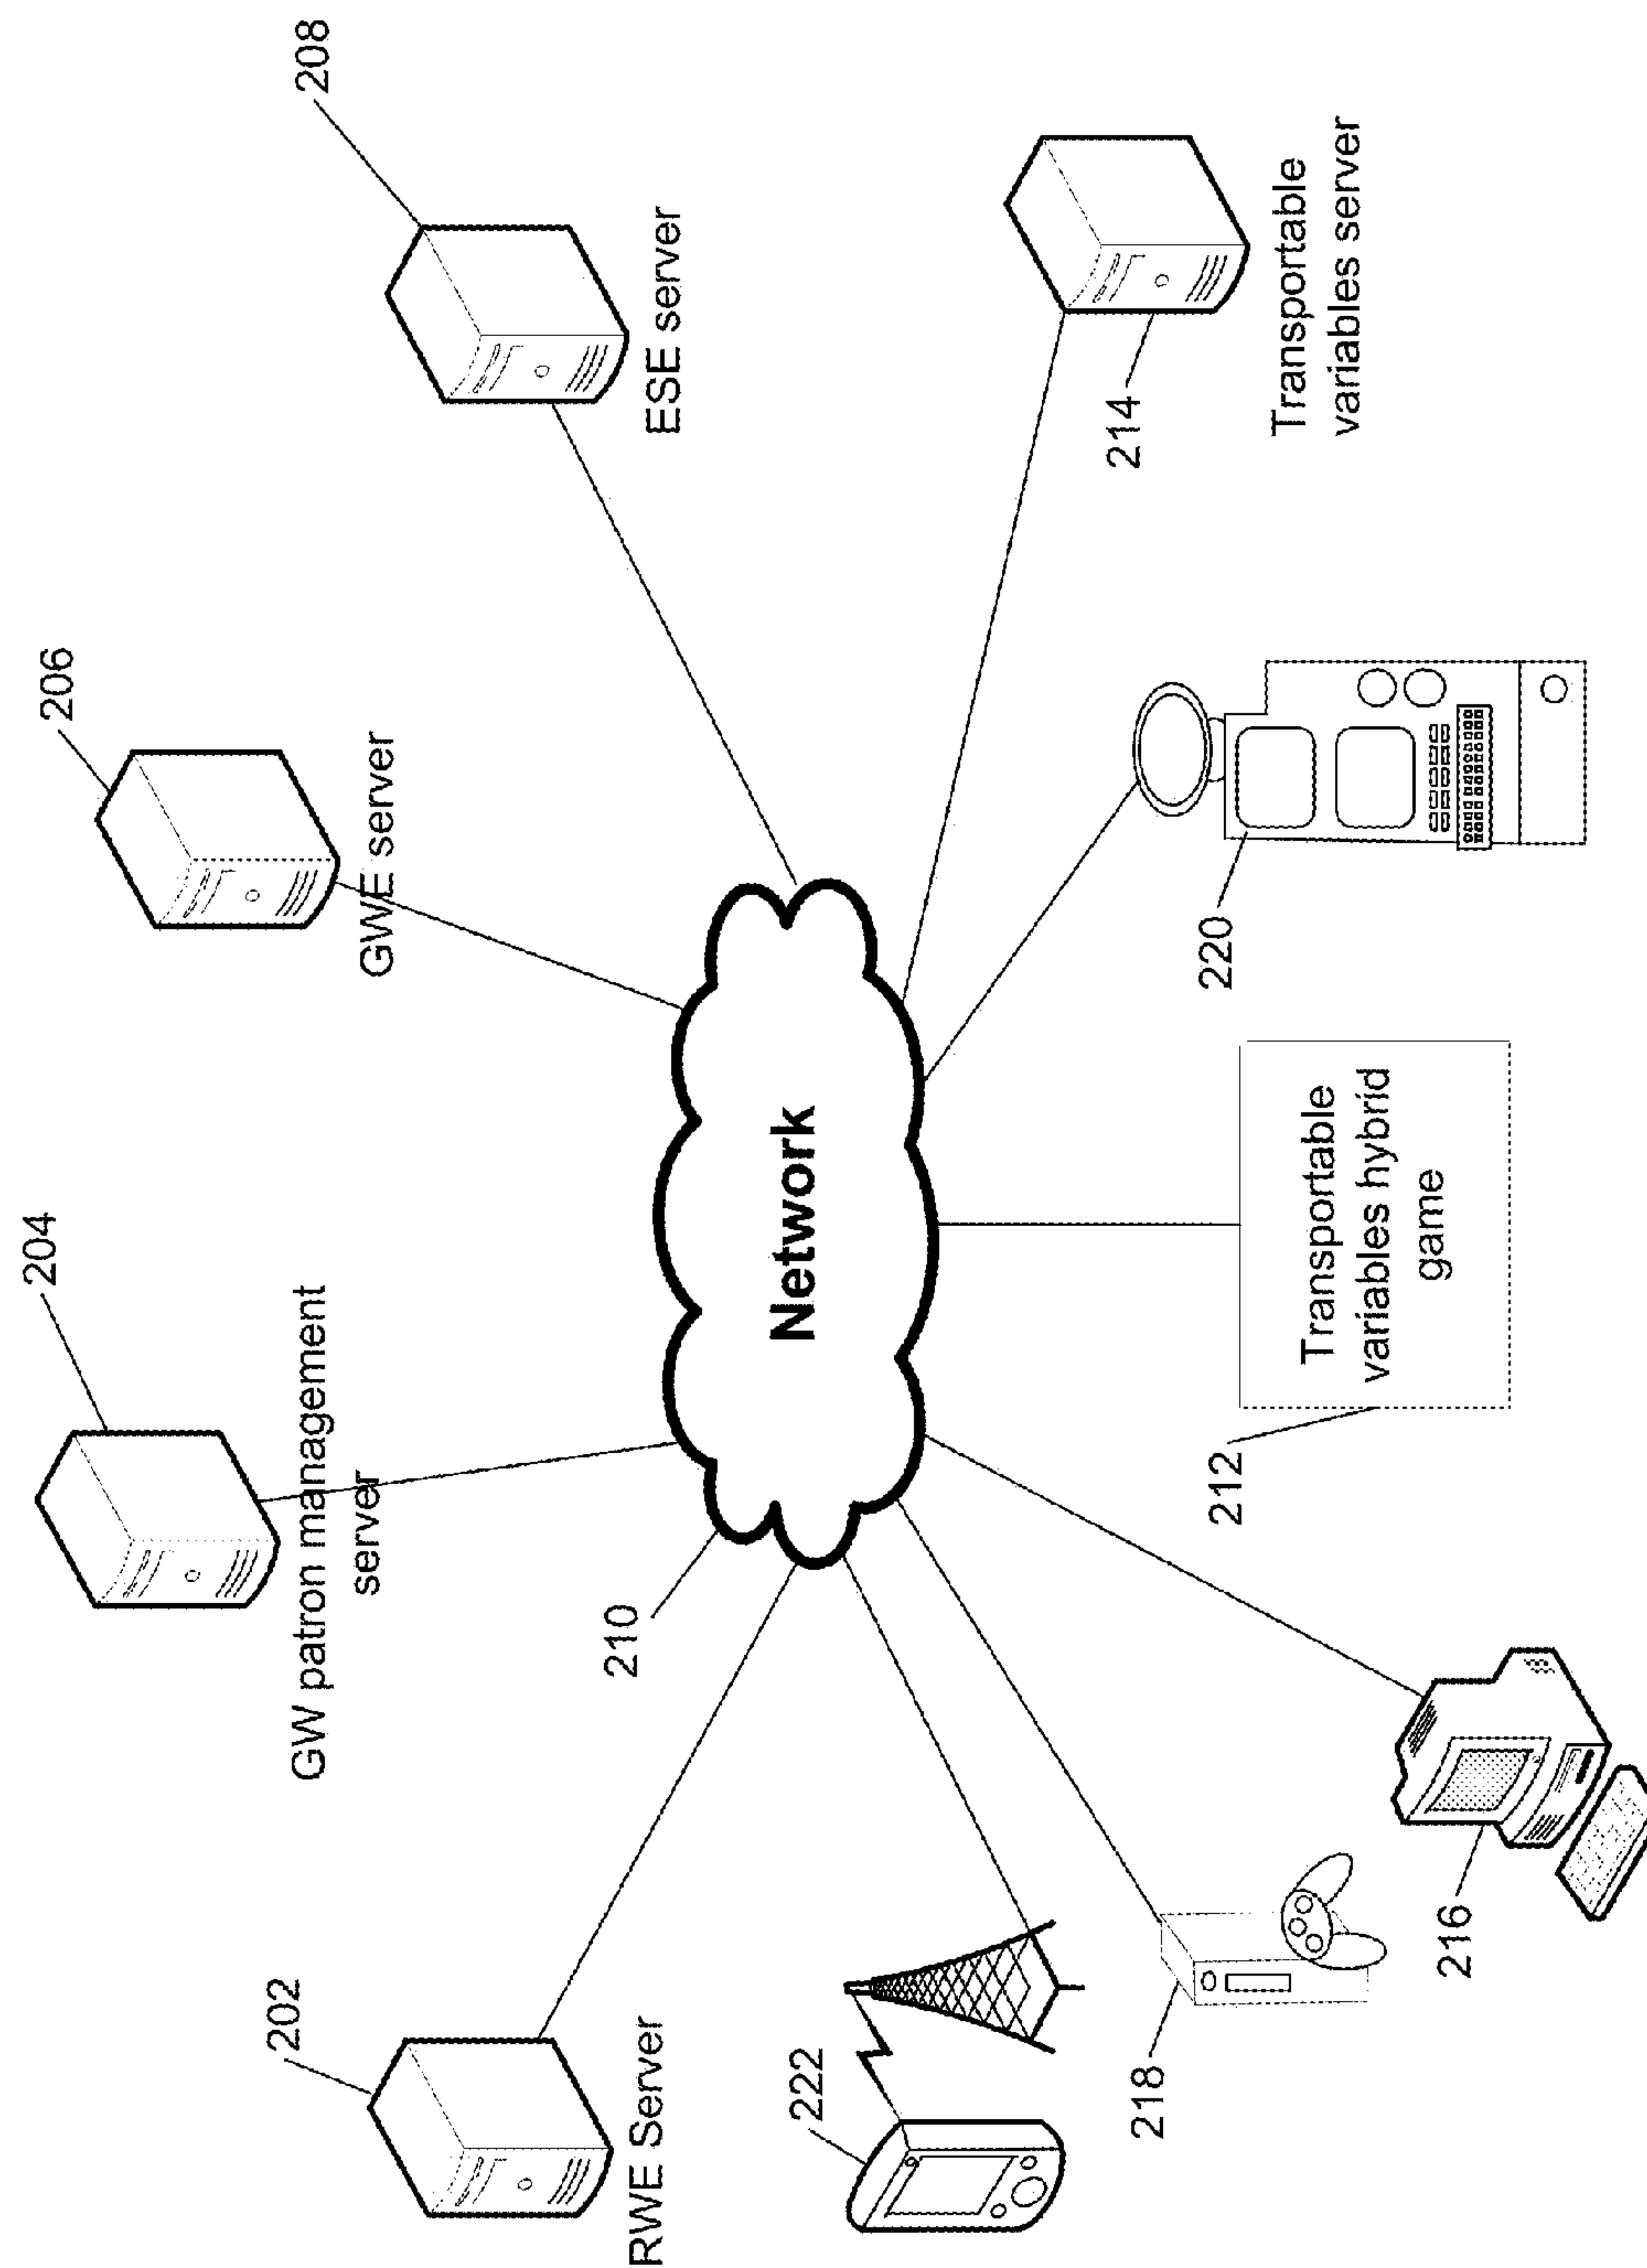 202
RWE Server
204
GW patron management
server
206
GWE server
208
ESE server
210
Network
222
218
216
212
Transportable
variables hybrid
game
220
214
Transportable
variables server